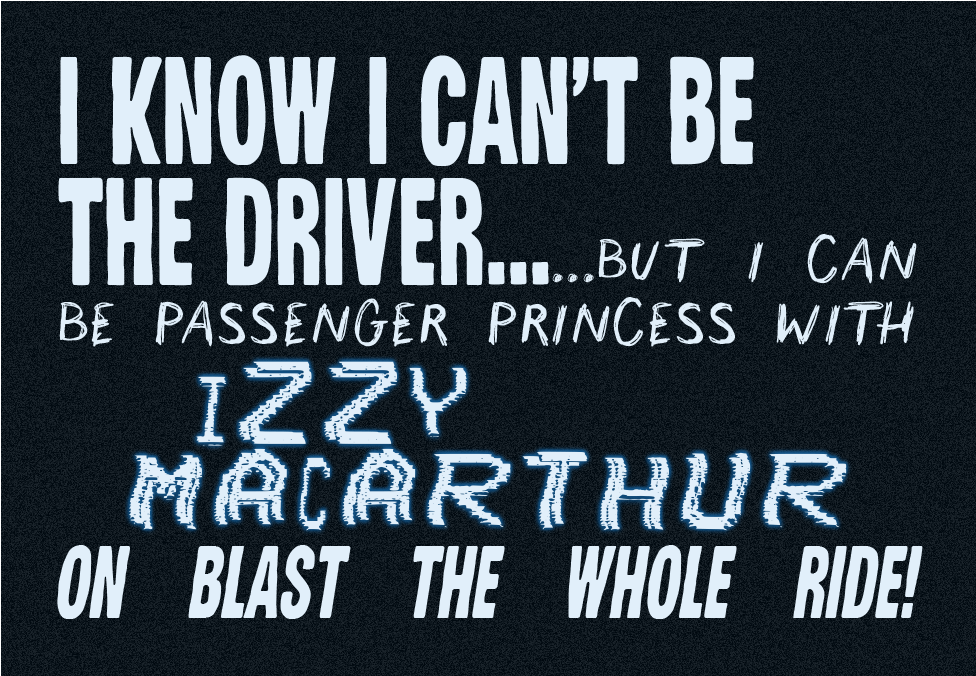 I KNOW I CAN'T BE
THE DRIVER......BUT I CAN
BE PASSENGER PRINCESS WITH
IZZY
MACARTHUR
ON BLAST THE WHOLE RIDE!